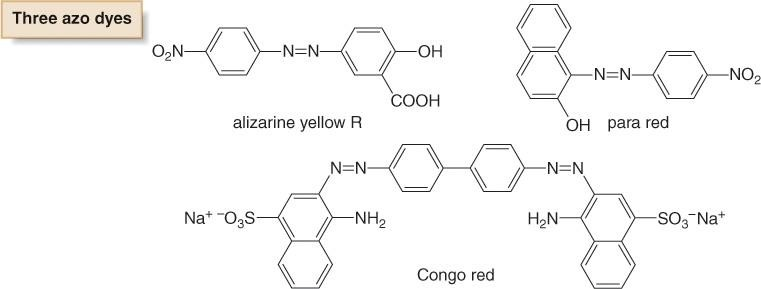 Three azo dyes
O₂N N=N OH
COOH
alizarine yellow R
N=N NO₂
OH
para red
N=N N=N
Na⁺ ⁻O₃S NH₂ H₂N SO₃⁻Na⁺
Congo red